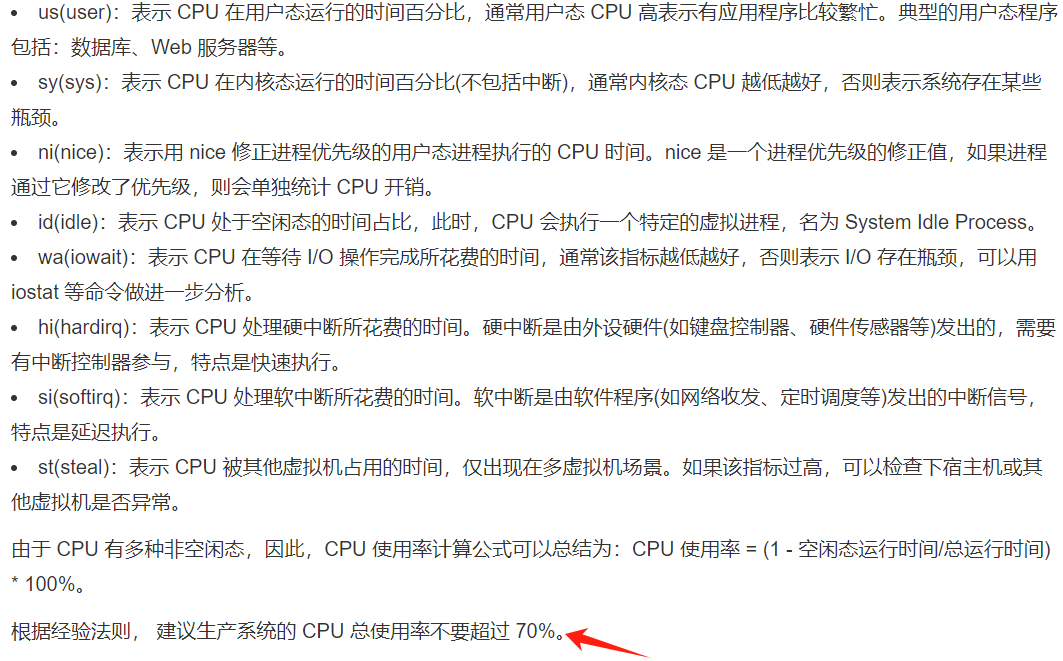 • us(user)：表示 CPU 在用户态运行的时间百分比，通常用户态 CPU 高表示有应用程序比较繁忙。典型的用户态程序
包括：数据库、Web 服务器等。
• sy(sys)：表示 CPU 在内核态运行的时间百分比(不包括中断)，通常内核态 CPU 越低越好，否则表示系统存在某些
瓶颈。
• ni(nice)：表示用 nice 修正进程优先级的用户态进程执行的 CPU 时间。nice 是一个进程优先级的修正值，如果进程
通过它修改了优先级，则会单独统计 CPU 开销。
• id(idle)：表示 CPU 处于空闲态的时间占比，此时，CPU 会执行一个特定的虚拟进程，名为 System Idle Process。
• wa(iowait)：表示 CPU 在等待 I/O 操作完成所花费的时间，通常该指标越低越好，否则表示 I/O 存在瓶颈，可以用
iostat 等命令做进一步分析。
• hi(hardirq)：表示 CPU 处理硬中断所花费的时间。硬中断是由外设硬件(如键盘控制器、硬件传感器等)发出的，需要
有中断控制器参与，特点是快速执行。
• si(softirq)：表示 CPU 处理软中断所花费的时间。软中断是由软件程序(如网络收发、定时调度等)发出的中断信号，
特点是延迟执行。
• st(steal)：表示 CPU 被其他虚拟机占用的时间，仅出现在多虚拟机场景。如果该指标过高，可以检查下宿主机或其
他虚拟机是否异常。
由于 CPU 有多种非空闲态，因此，CPU 使用率计算公式可以总结为：CPU 使用率 = (1 - 空闲态运行时间/总运行时间)
* 100%。
根据经验法则， 建议生产系统的 CPU 总使用率不要超过 70%。